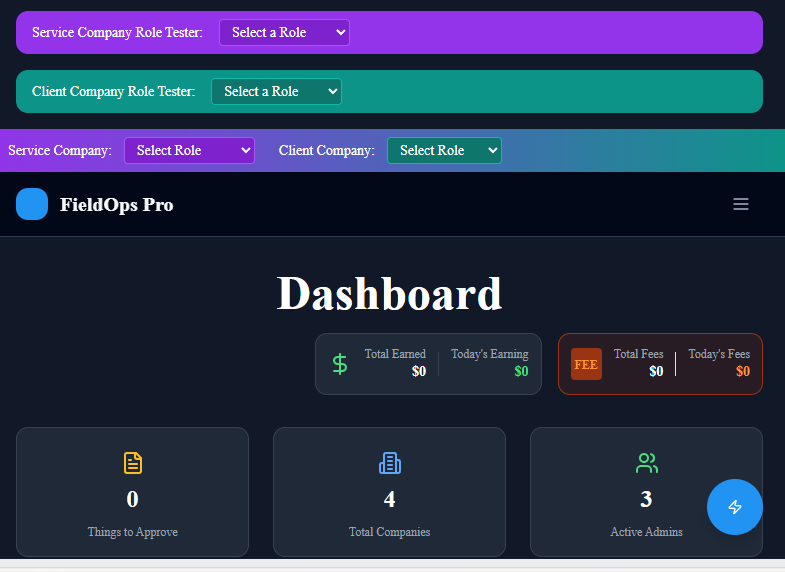 Service Company Role Tester: Select a Role
Client Company Role Tester: Select a Role
Service Company: Select Role Client Company: Select Role
FieldOps Pro
Dashboard
Total Earned Today's Earning Total Fees Today's Fees
FEE
$0 $0 $0 $0
0 4 3
Things to Approve Total Companies Active Admins